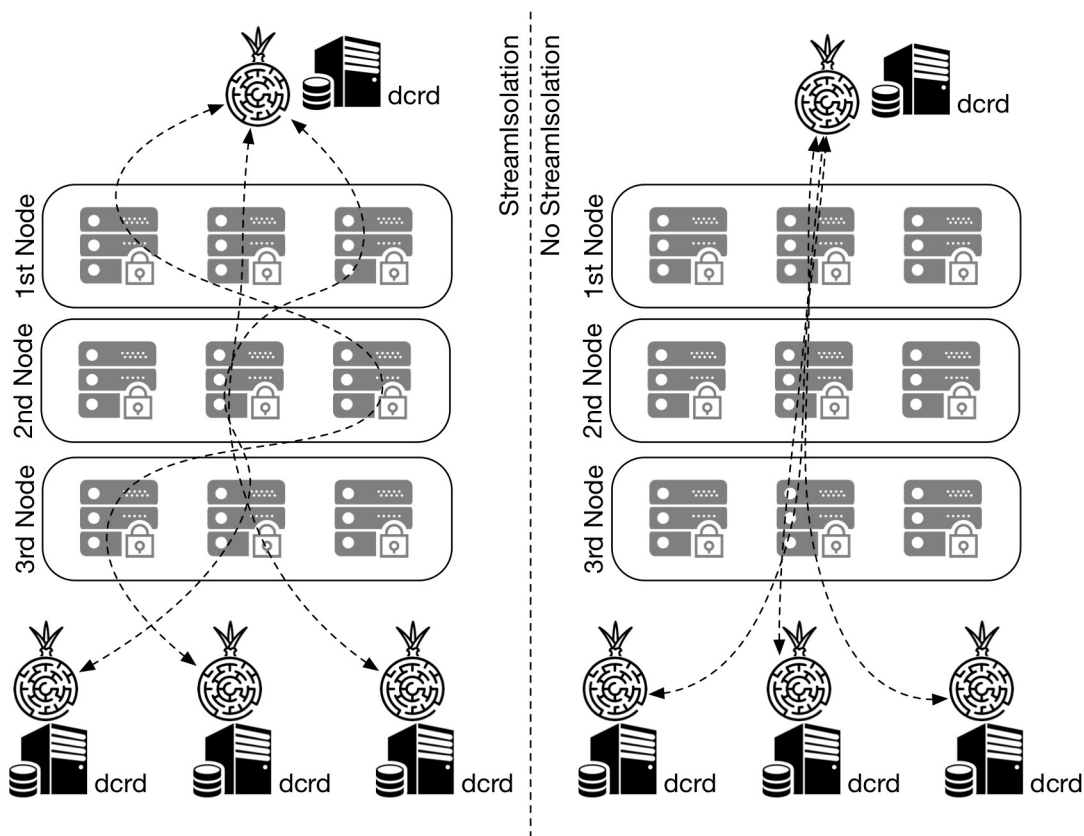 dcrd
StreamIsolation
1st Node
2nd Node
3rd Node
dcrd
dcrd
dcrd
No StreamIsolation
dcrd
1st Node
2nd Node
3rd Node
dcrd
dcrd
dcrd